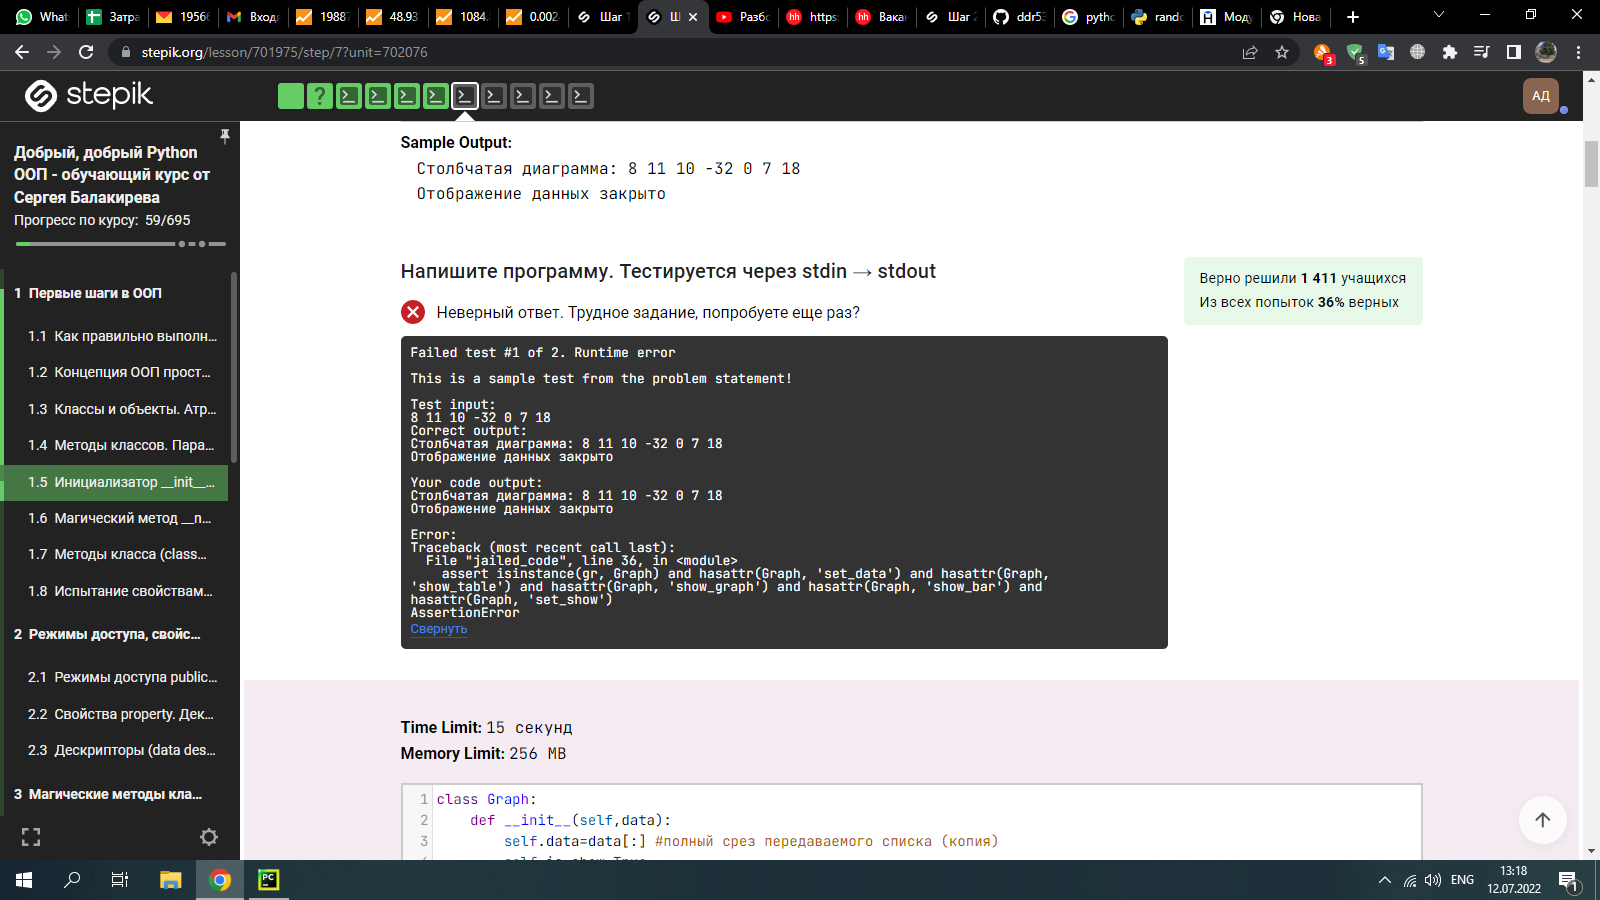 What
Затра
1956
Вход
1988
48.93
1084.
0.002
Шаг 1
Ш
Разбо
https
Вакан
Шаг 2
ddr53
pytho
rando
Моду
Нова
stepik.org/lesson/701975/step/7?unit=702076
3
5
stepik
?
АД
Добрый, добрый Python
ООП - обучающий курс от
Сергея Балакирева
Прогресс по курсу: 59/695
1 Первые шаги в ООП
1.1 Как правильно выполн...
1.2 Концепция ООП прост...
1.3 Классы и объекты. Атр...
1.4 Методы классов. Пара...
1.5 Инициализатор __init__...
1.6 Магический метод __n...
1.7 Методы класса (class...
1.8 Испытание свойствам...
2 Режимы доступа, свойс...
2.1 Режимы доступа public...
2.2 Свойства property. Дек...
2.3 Дескрипторы (data des...
3 Магические методы кла...
Sample Output:
Столбчатая диаграмма: 8 11 10 -32 0 7 18
Отображение данных закрыто
Напишите программу. Тестируется через stdin → stdout
Верно решили 1 411 учащихся
Из всех попыток 36% верных
Неверный ответ. Трудное задание, попробуете еще раз?
Failed test #1 of 2. Runtime error
This is a sample test from the problem statement!
Test input:
8 11 10 -32 0 7 18
Correct output:
Столбчатая диаграмма: 8 11 10 -32 0 7 18
Отображение данных закрыто
Your code output:
Столбчатая диаграмма: 8 11 10 -32 0 7 18
Отображение данных закрыто
Error:
Traceback (most recent call last):
File "jailed_code", line 36, in <module>
assert isinstance(gr, Graph) and hasattr(Graph, 'set_data') and hasattr(Graph,
'show_table') and hasattr(Graph, 'show_graph') and hasattr(Graph, 'show_bar') and
hasattr(Graph, 'set_show')
AssertionError
Свернуть
Time Limit: 15 секунд
Memory Limit: 256 MB
1 class Graph:
2 def __init__(self,data):
3 self.data=data[:] #полный срез передаваемого списка (копия)
PC
ENG
13:18
12.07.2022
1